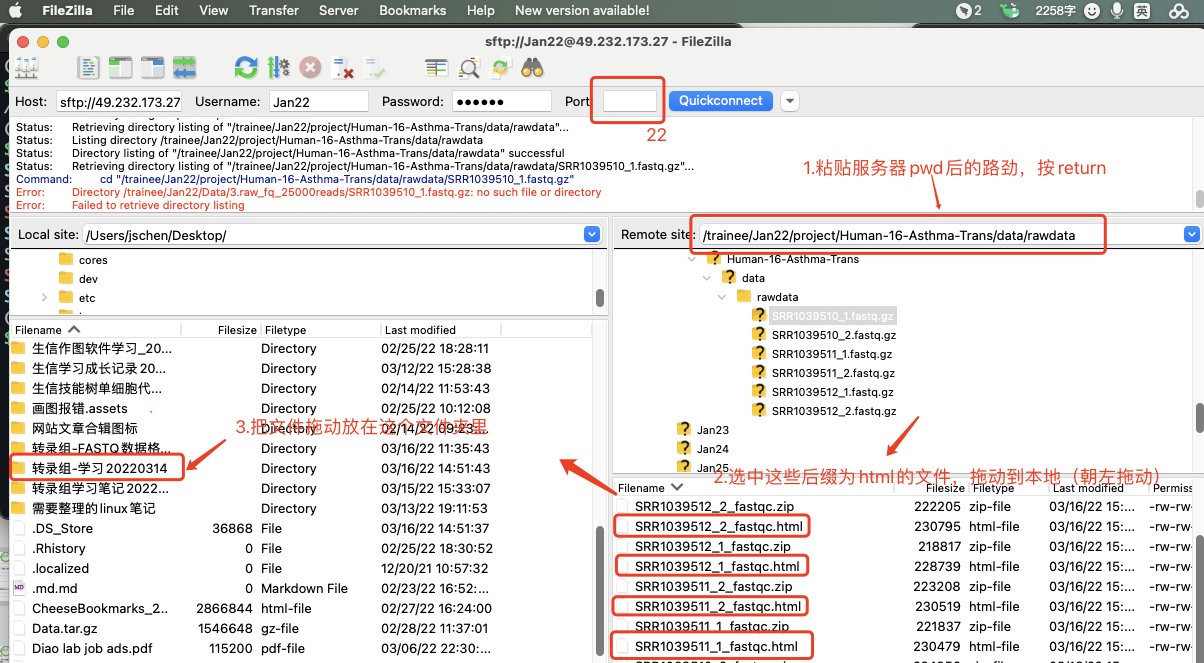 FileZilla File Edit View Transfer Server Bookmarks Help New version available! 2 2258字 英
sftp://Jan22@49.232.173.27 - FileZilla
Host: sftp://49.232.173.27 Username: Jan22 Password: ●●●●●● Port: Quickconnect
22
Status: Retrieving directory listing of "/trainee/Jan22/project/Human-16-Asthma-Trans/data/rawdata"...
Status: Listing directory /trainee/Jan22/project/Human-16-Asthma-Trans/data/rawdata
Status: Directory listing of "/trainee/Jan22/project/Human-16-Asthma-Trans/data/rawdata" successful
Status: Retrieving directory listing of "/trainee/Jan22/project/Human-16-Asthma-Trans/data/rawdata/SRR1039510_1.fastq.gz"...
Command: cd "/trainee/Jan22/project/Human-16-Asthma-Trans/data/rawdata/SRR1039510_1.fastq.gz"
Error: Directory /trainee/Jan22/Data/3.raw_fq_25000reads/SRR1039510_1.fastq.gz: no such file or directory
Error: Failed to retrieve directory listing
1.粘贴服务器pwd后的路劲，按return
Local site: /Users/jschen/Desktop/
cores
dev
etc
Filename Filesize Filetype Last modified
生信作图软件学习_20... Directory 02/25/22 18:28:11
生信学习成长记录20... Directory 03/12/22 15:28:38
生信技能树单细胞代... Directory 02/14/22 11:53:43
画图报错.assets Directory 02/25/22 10:12:08
网站文章合辑图标 Directory 02/14/22 09:23...
3.把文件拖动放在这个文件夹里
转录组-FASTQ数据格... Directory 03/16/22 11:35:43
转录组-学习20220314 Directory 03/16/22 14:51:43
转录组学习笔记2022... Directory 03/15/22 15:33:07
需要整理的linux笔记 Directory 03/13/22 19:11:53
.DS_Store 36868 File 03/16/22 14:51:37
.Rhistory 0 File 02/25/22 18:30:52
.localized 0 File 12/20/21 10:57:32
.md.md 0 Markdown File 02/23/22 16:52:...
CheeseBookmarks_2... 2866844 html-file 02/27/22 16:24:00
Data.tar.gz 1546648 gz-file 02/28/22 11:37:01
Diao lab job ads.pdf 115200 pdf-file 03/06/22 22:30:...
Remote site: /trainee/Jan22/project/Human-16-Asthma-Trans/data/rawdata
Human-16-Asthma-Trans
data
rawdata
SRR1039510_1.fastq.gz
SRR1039510_2.fastq.gz
SRR1039511_1.fastq.gz
SRR1039511_2.fastq.gz
SRR1039512_1.fastq.gz
SRR1039512_2.fastq.gz
Jan23
Jan24
Jan25
2.选中这些后缀为html的文件，拖动到本地（朝左拖动）
Filename Filesize Filetype Last modified Permiss
SRR1039512_2_fastqc.zip 222205 zip-file 03/16/22 15:... -rw-rw-
SRR1039512_2_fastqc.html 230795 html-file 03/16/22 15:... -rw-rw-
SRR1039512_1_fastqc.zip 218817 zip-file 03/16/22 15:... -rw-rw-
SRR1039512_1_fastqc.html 228739 html-file 03/16/22 15:... -rw-rw-
SRR1039511_2_fastqc.zip 223208 zip-file 03/16/22 15:... -rw-rw-
SRR1039511_2_fastqc.html 230519 html-file 03/16/22 15:... -rw-rw-
SRR1039511_1_fastqc.zip 221837 zip-file 03/16/22 15:... -rw-rw-
SRR1039511_1_fastqc.html 230479 html-file 03/16/22 15:... -rw-rw-